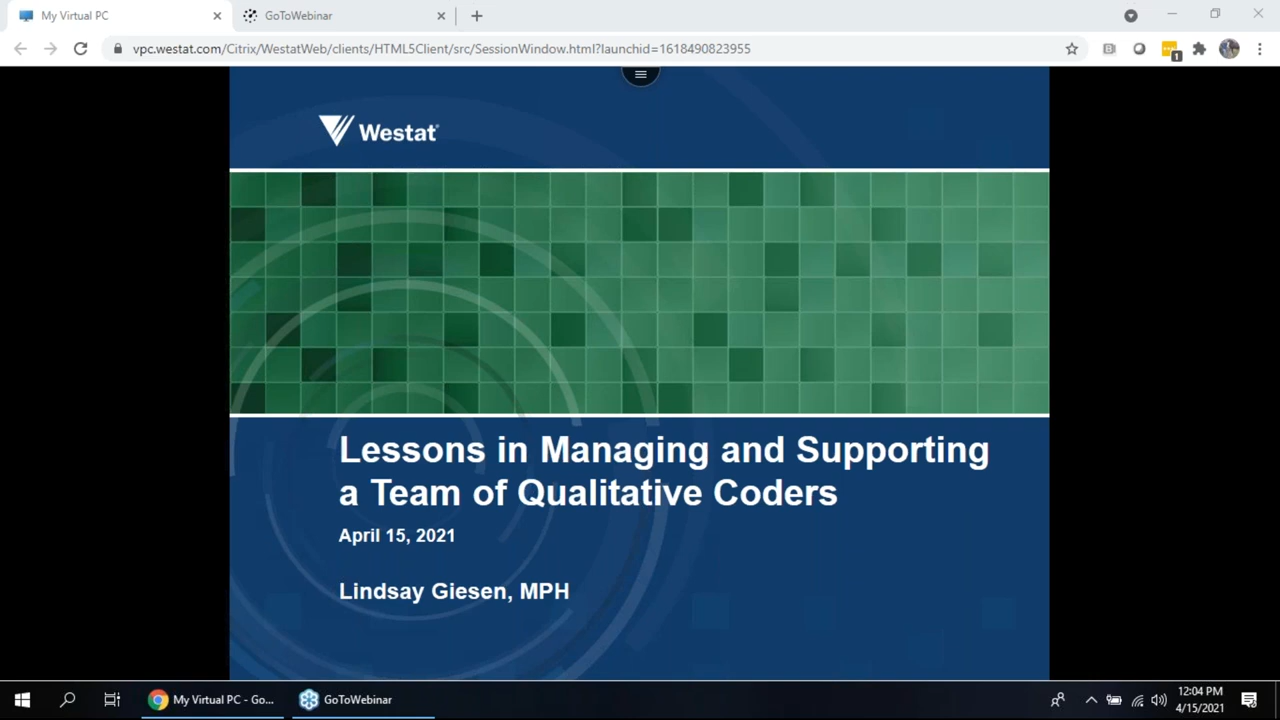 My Virtual PC
GoToWebinar
vpc.westat.com/Citrix/WestatWeb/clients/HTML5Client/src/SessionWindow.html?launchid=1618490823955
1
Westat®
Lessons in Managing and Supporting
a Team of Qualitative Coders
April 15, 2021
Lindsay Giesen, MPH
My Virtual PC - Go...
GoToWebinar
12:04 PM
4/15/2021